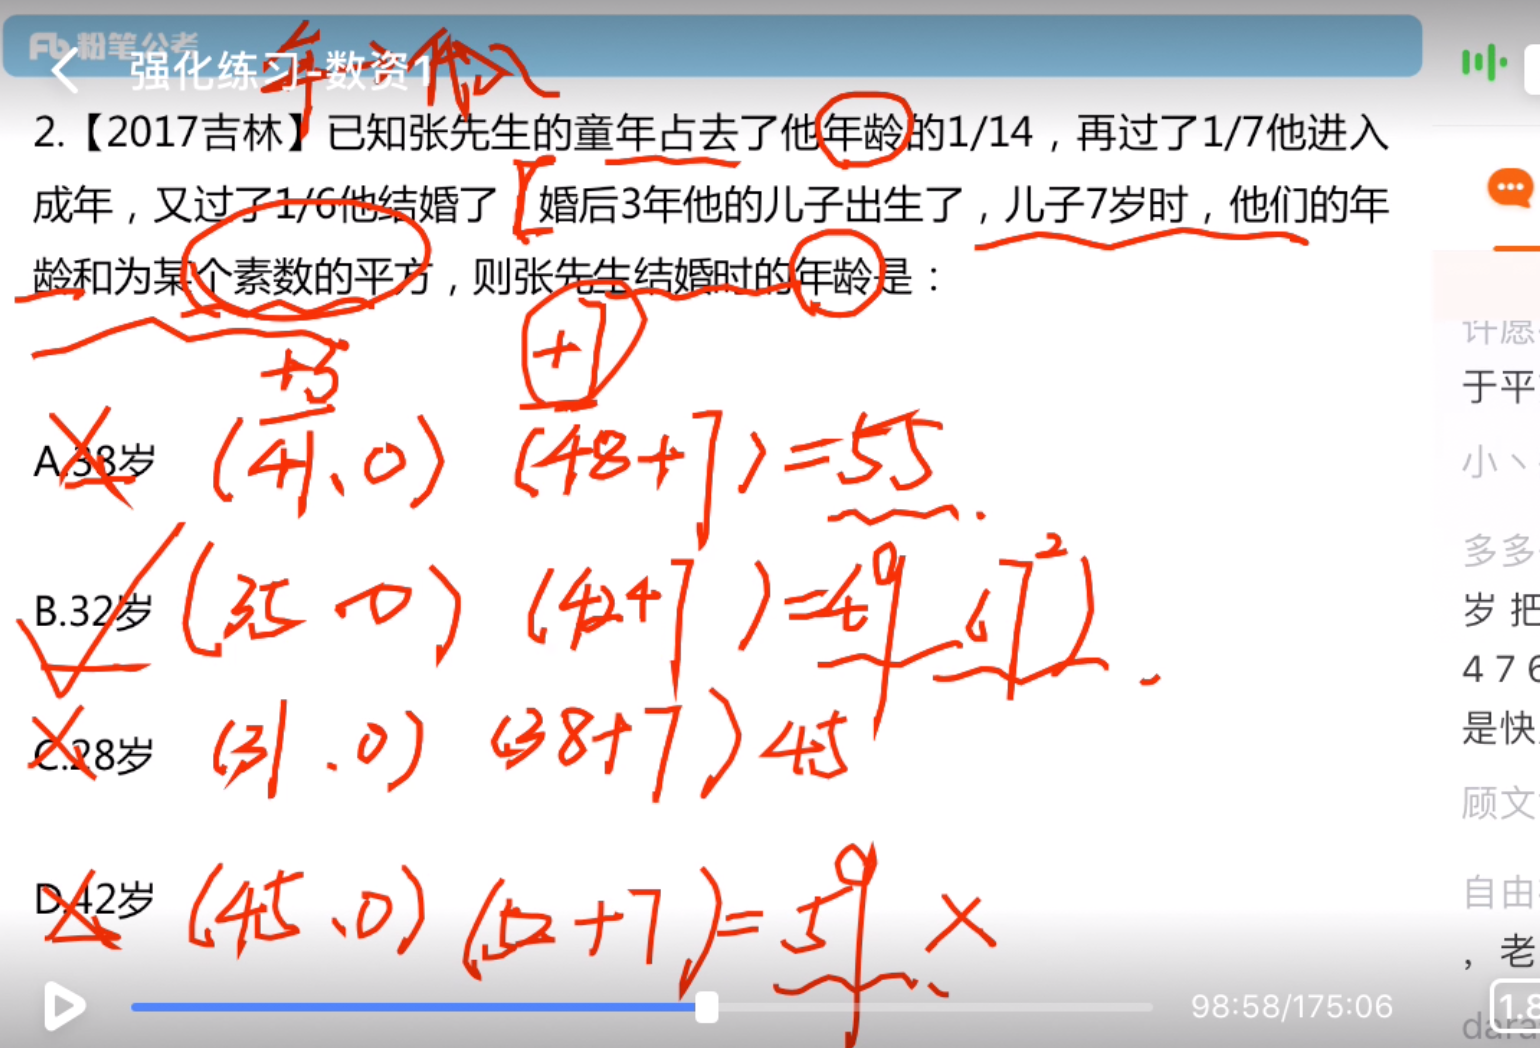 粉笔公考
强化练习-数资1
年→代入
2.【2017吉林】已知张先生的童年占去了他年龄的1/14，再过了1/7他进入
成年，又过了1/6他结婚了，婚后3年他的儿子出生了，儿子7岁时，他们的年
龄和为某个素数的平方，则张先生结婚时的年龄是：
+3 +7
A.38岁 (41、0) (48+7)=55
B.32岁 (35 0) (42+7)=49 (7²)
C.28岁 (31.0) (38+7) 45
D.42岁 (45、0) (52+7)=59 ×
98:58/175:06
1.8
许愿
于平
小丶
多多
岁 把
4 7 6
是快
顾文
自由
，老
dara